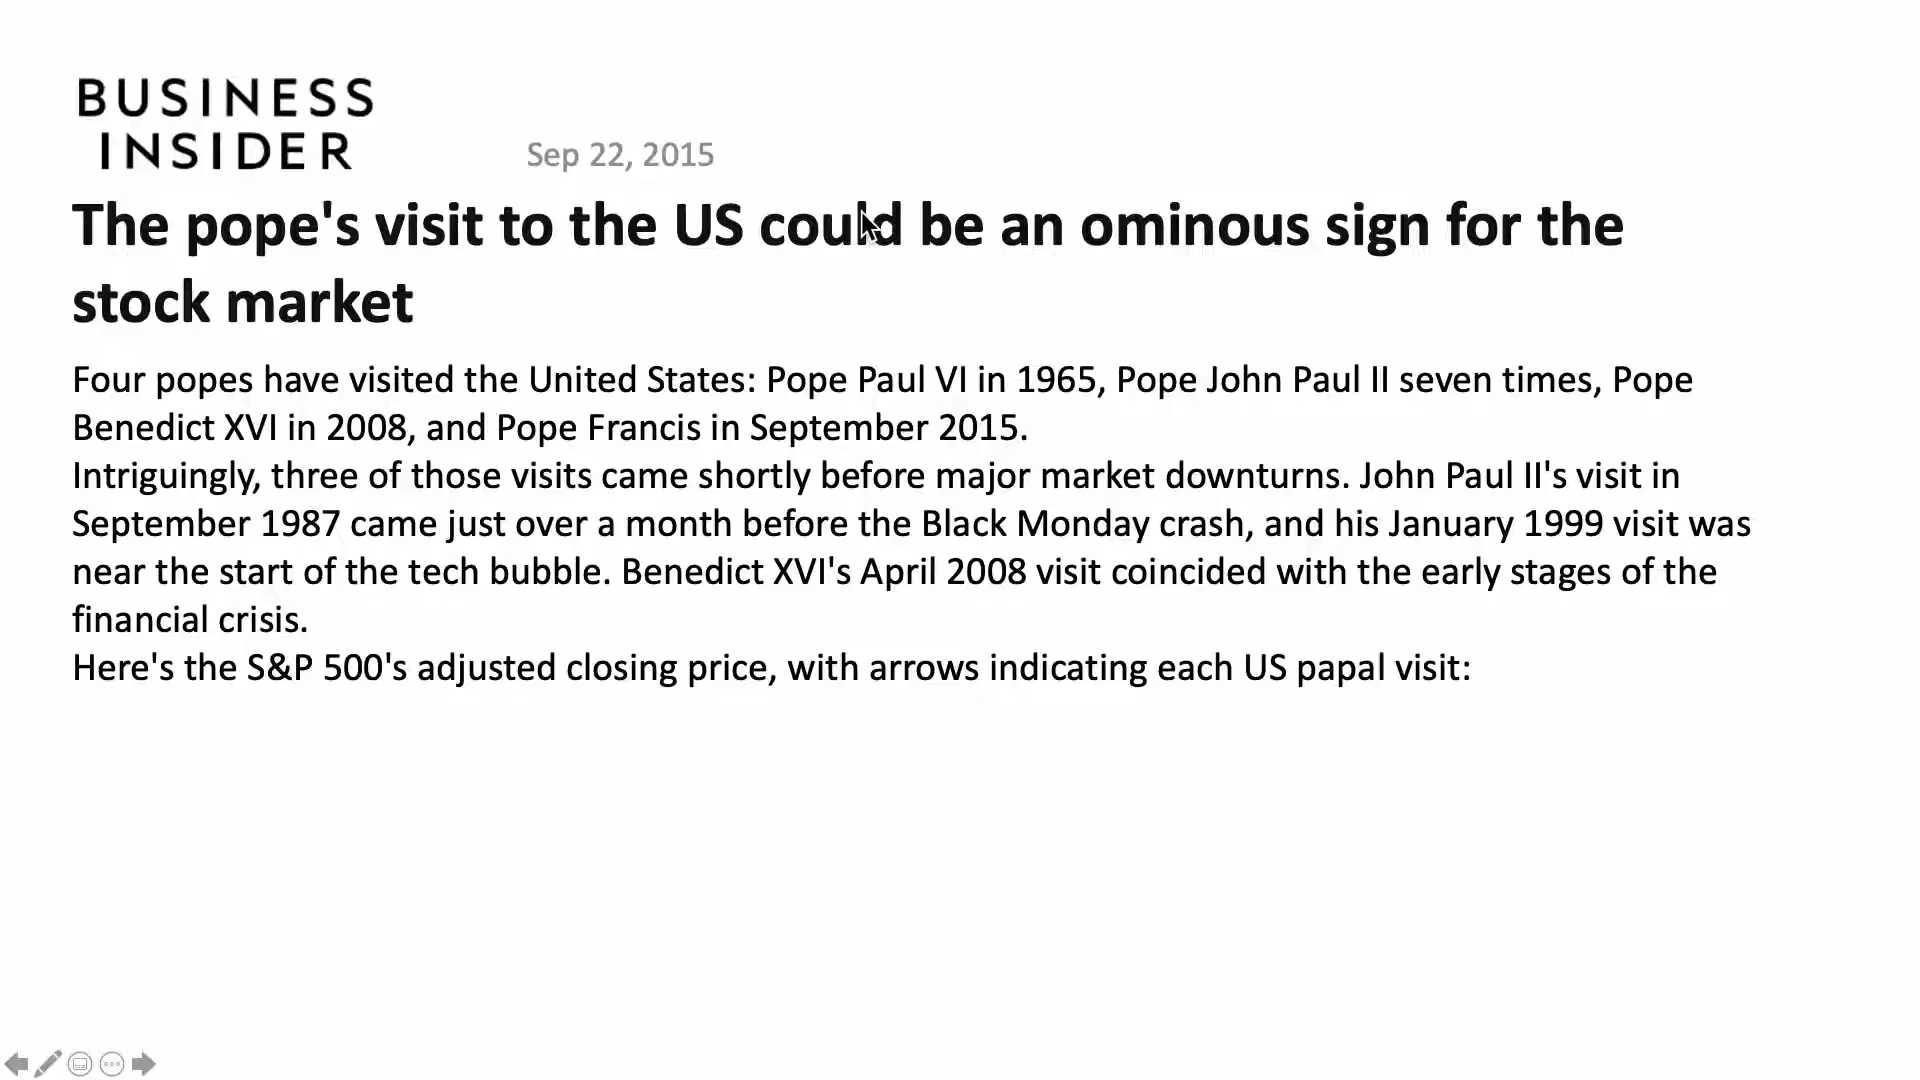 BUSINESS
INSIDER
Sep 22, 2015
The pope's visit to the US could be an ominous sign for the
stock market
Four popes have visited the United States: Pope Paul VI in 1965, Pope John Paul II seven times, Pope
Benedict XVI in 2008, and Pope Francis in September 2015.
Intriguingly, three of those visits came shortly before major market downturns. John Paul II's visit in
September 1987 came just over a month before the Black Monday crash, and his January 1999 visit was
near the start of the tech bubble. Benedict XVI's April 2008 visit coincided with the early stages of the
financial crisis.
Here's the S&P 500's adjusted closing price, with arrows indicating each US papal visit: